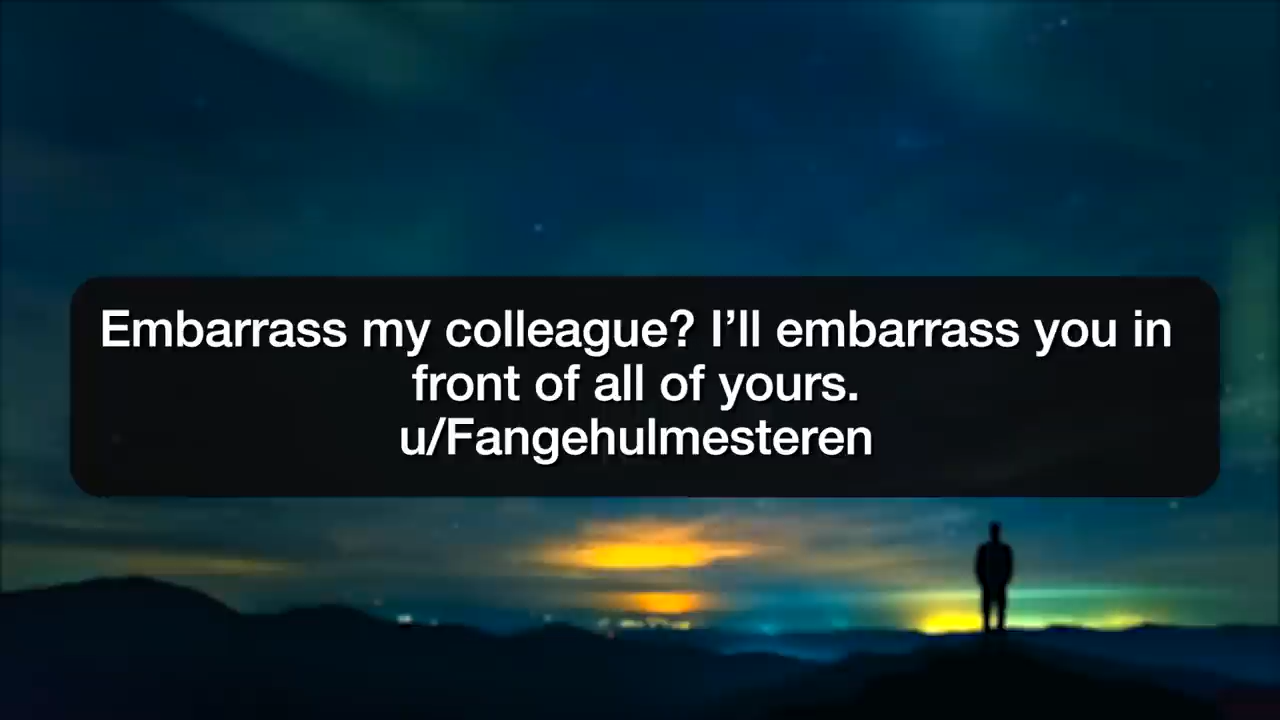 Embarrass my colleague? I’ll embarrass you in
front of all of yours.
u/Fangehulmesteren